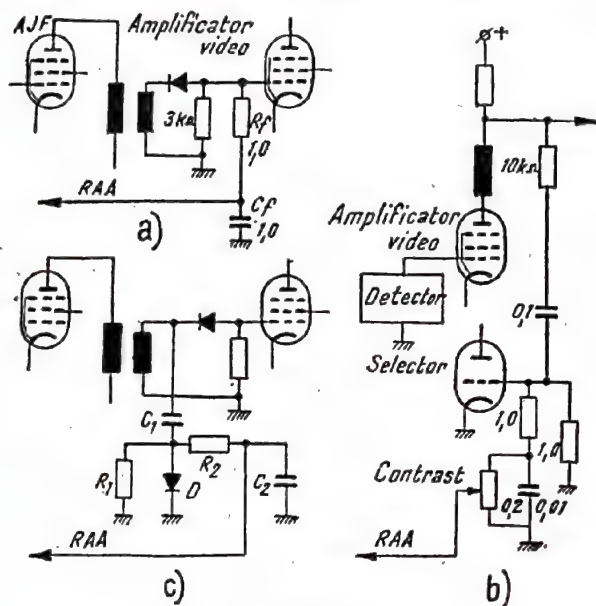 AJF
Amplificator
video
3kΩ
Rf
1,0
RAA
Cf
1,0
a)
C1
R1
D
R2
C2
RAA
c)
+
10kΩ
Amplificator
video
Detector
0,1
Selector
1,0
1,0
Contrast
0,2
0,01
RAA
b)